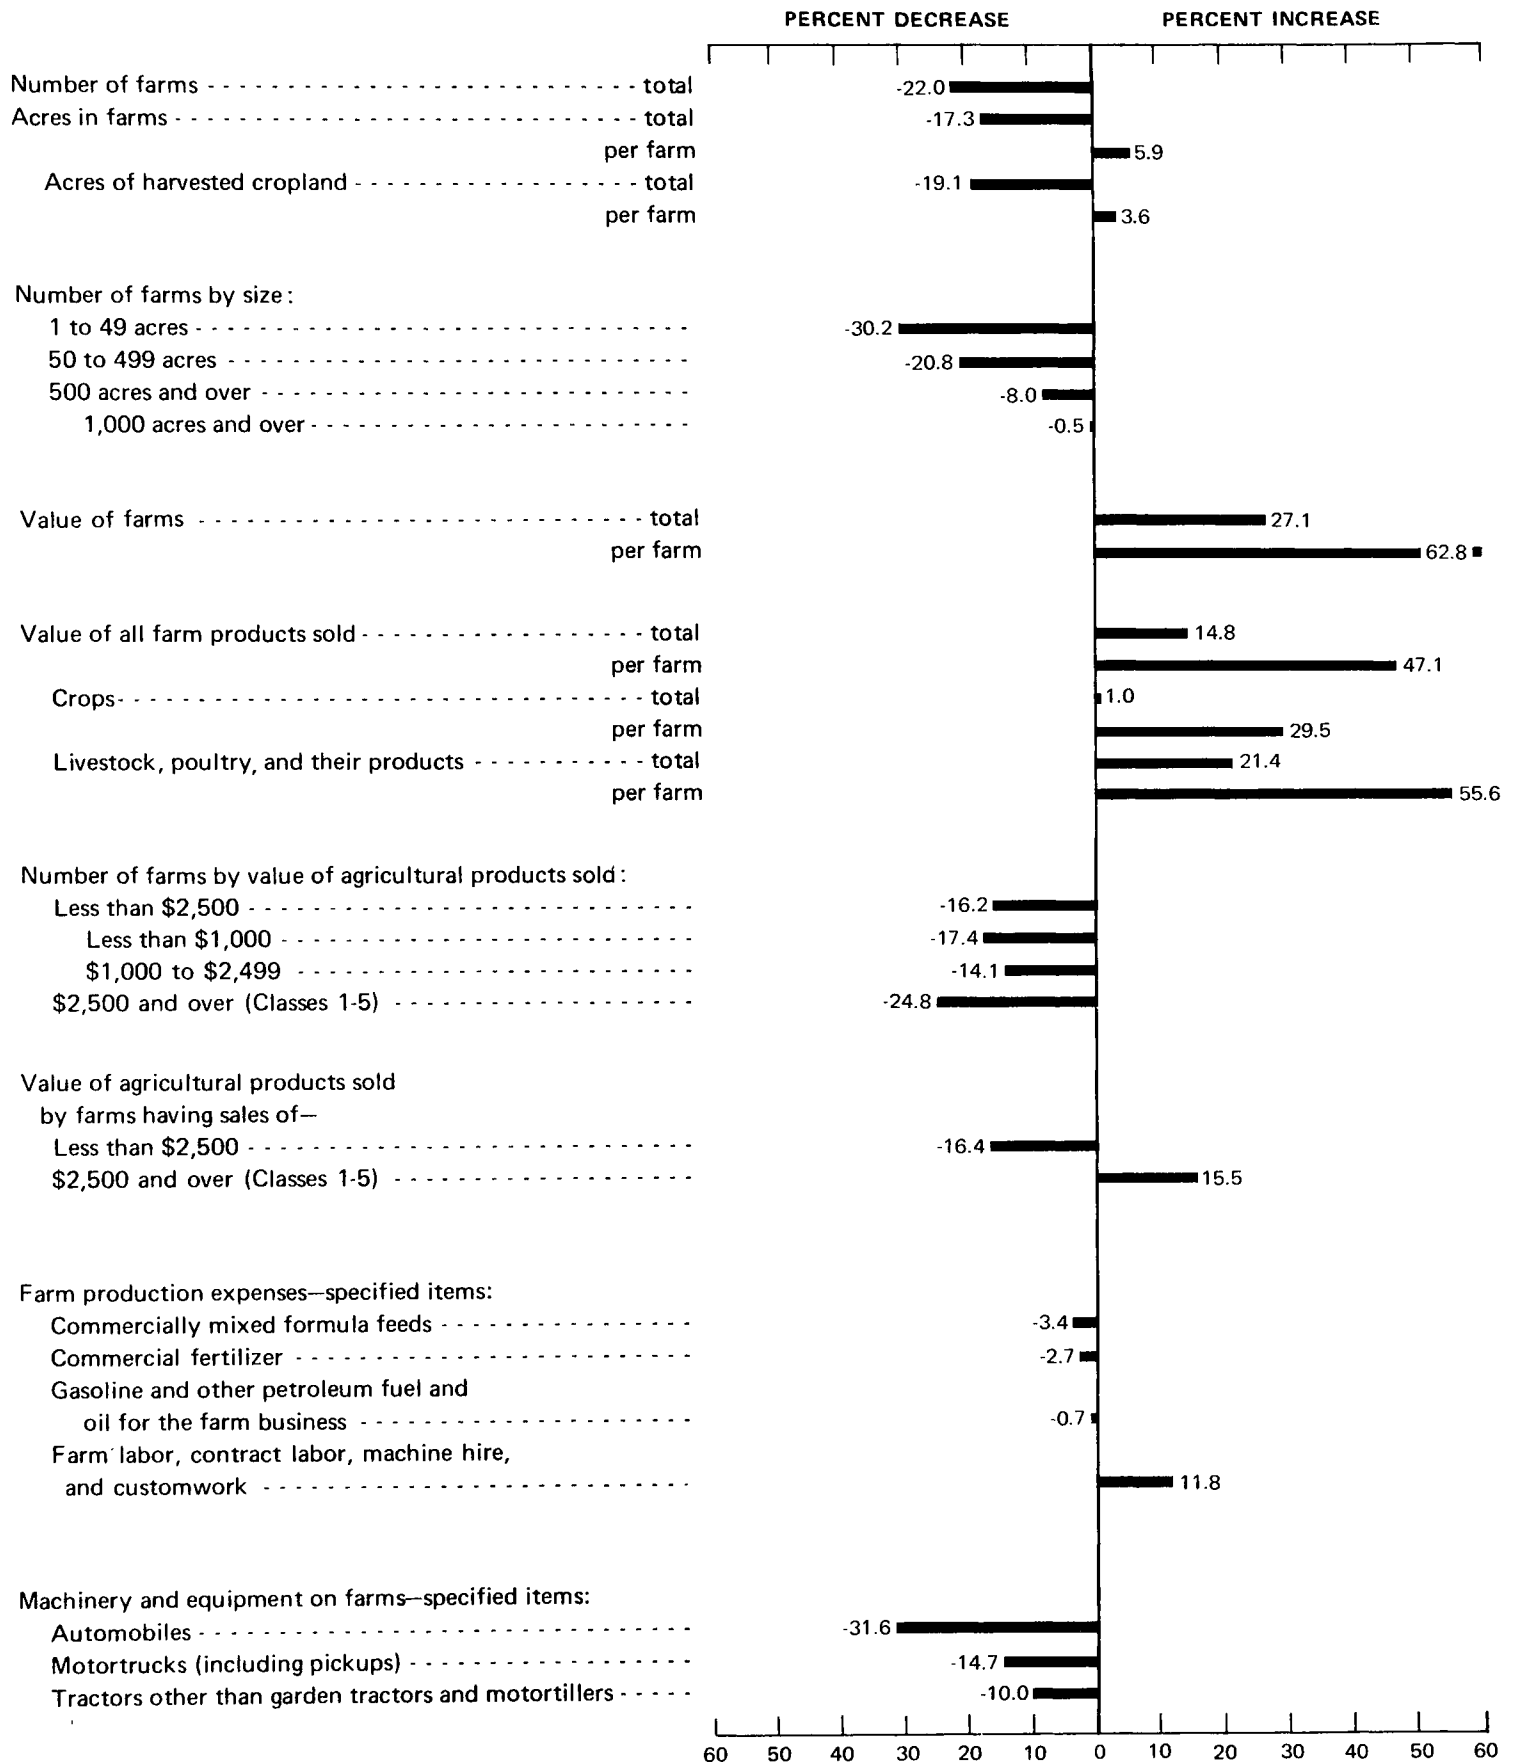 PERCENT DECREASE PERCENT INCREASE
Number of farms - - - - - - - - - - - - - - - - - - - - - - - - - - - total -22.0
Acres in farms - - - - - - - - - - - - - - - - - - - - - - - - - - - - - total -17.3
per farm 5.9
Acres of harvested cropland - - - - - - - - - - - - - - - - - - total -19.1
per farm 3.6
Number of farms by size:
1 to 49 acres - - - - - - - - - - - - - - - - - - - - - - - - - - - - - - - -30.2
50 to 499 acres - - - - - - - - - - - - - - - - - - - - - - - - - - - - - -20.8
500 acres and over - - - - - - - - - - - - - - - - - - - - - - - - - - - -8.0
1,000 acres and over - - - - - - - - - - - - - - - - - - - - - - - - -0.5
Value of farms - - - - - - - - - - - - - - - - - - - - - - - - - - - - total 27.1
per farm 62.8
Value of all farm products sold - - - - - - - - - - - - - - - - - - total 14.8
per farm 47.1
Crops - - - - - - - - - - - - - - - - - - - - - - - - - - - - - - - - - total 1.0
per farm 29.5
Livestock, poultry, and their products - - - - - - - - - - - total 21.4
per farm 55.6
Number of farms by value of agricultural products sold:
Less than $2,500 - - - - - - - - - - - - - - - - - - - - - - - - - - - - -16.2
Less than $1,000 - - - - - - - - - - - - - - - - - - - - - - - - - - -17.4
$1,000 to $2,499 - - - - - - - - - - - - - - - - - - - - - - - - - -14.1
$2,500 and over (Classes 1-5) - - - - - - - - - - - - - - - - - - - -24.8
Value of agricultural products sold
by farms having sales of—
Less than $2,500 - - - - - - - - - - - - - - - - - - - - - - - - - - - - -16.4
$2,500 and over (Classes 1-5) - - - - - - - - - - - - - - - - - - - 15.5
Farm production expenses—specified items:
Commercially mixed formula feeds - - - - - - - - - - - - - - - - -3.4
Commercial fertilizer - - - - - - - - - - - - - - - - - - - - - - - - - -2.7
Gasoline and other petroleum fuel and
oil for the farm business - - - - - - - - - - - - - - - - - - - - - -0.7
Farm labor, contract labor, machine hire,
and customwork - - - - - - - - - - - - - - - - - - - - - - - - - - - 11.8
Machinery and equipment on farms—specified items:
Automobiles - - - - - - - - - - - - - - - - - - - - - - - - - - - - - - - -31.6
Motortrucks (including pickups) - - - - - - - - - - - - - - - - - - -14.7
Tractors other than garden tractors and motortillers - - - - - -10.0
60 50 40 30 20 10 0 10 20 30 40 50 60